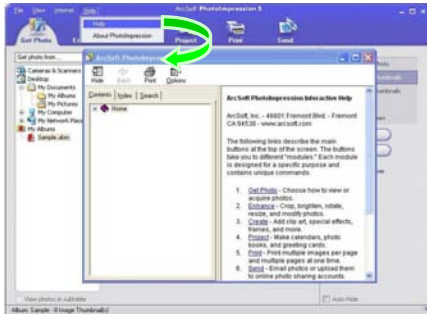 File View Internet Help
ArcSoft PhotoImpression 5
Help
About PhotoImpression
Get Photo
Project
Print
Send
Get photo from...
Cameras & Scanners
Desktop
My Documents
My Albums
My Pictures
My Computer
My Network Place
My Albums
Sample.abm
ArcSoft PhotoImpres
Hide
Back
Print
Options
Contents Index Search
Home
ArcSoft PhotoImpression Interactive Help
ArcSoft, Inc. - 46601 Fremont Blvd. - Fremont
CA 94538 - www.arcsoft.com
The following links describe the main
buttons at the top of the screen. The buttons
take you to different "modules." Each module
is designed for a specific purpose and
contains unique commands.
1. Get Photo - Choose how to view or
acquire photos.
2. Enhance - Crop, brighten, rotate,
resize, and modify photos.
3. Create - Add clip art, special effects,
frames, and more.
4. Project - Make calendars, photo
books, and greeting cards.
5. Print - Print multiple images per page
and multiple pages at one time.
6. Send - Email photos or upload them
to online photo sharing accounts.
View photos in subfolder
Auto Hide
Album: Sample - 8 Image Thumbnail(s)